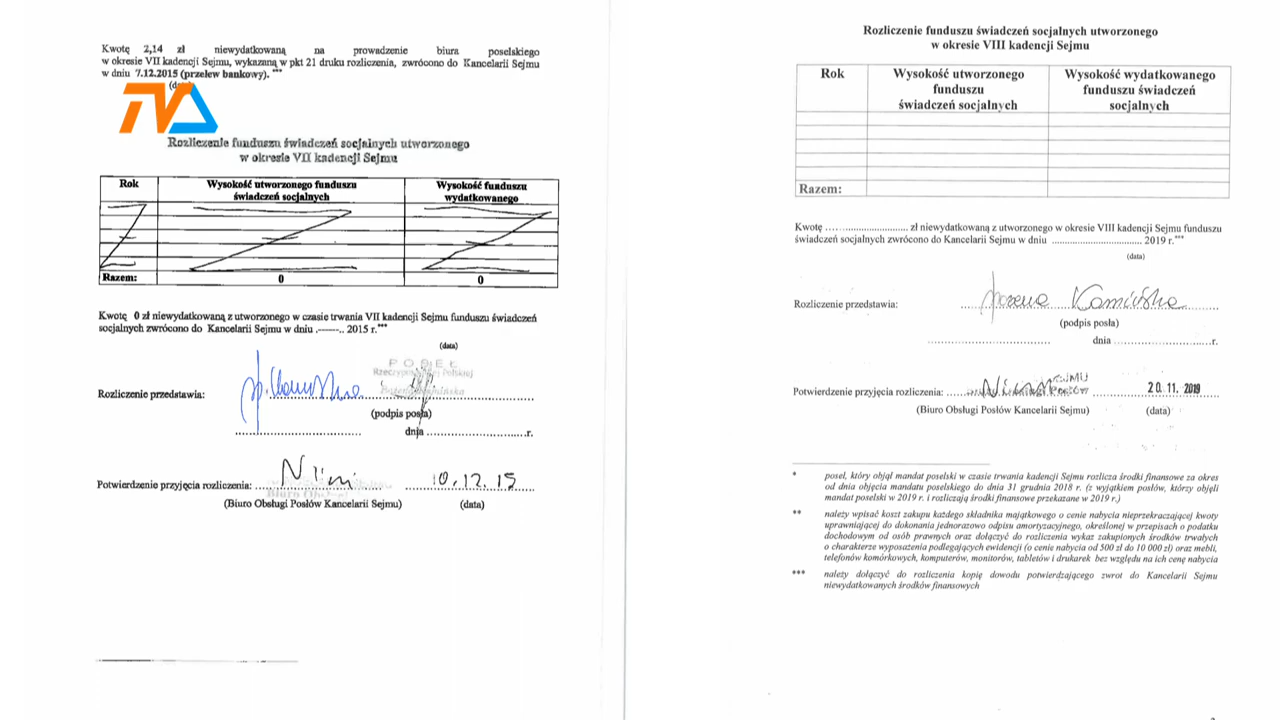 Kwotę 2,14 zł niewydatkowaną na prowadzenie biura poselskiego
w okresie VII kadencji Sejmu, wykazaną w pkt 21 druku rozliczenia, zwrócono do Kancelarii Sejmu
w dniu 7.12.2015 (przelew bankowy). ***
Rozliczenie funduszu świadczeń socjalnych utworzonego
w okresie VII kadencji Sejmu
Rok Wysokość utworzonego funduszu Wysokość funduszu
świadczeń socjalnych wydatkowanego
Razem: 0 0
Kwotę 0 zł niewydatkowaną z utworzonego w czasie trwania VII kadencji Sejmu funduszu świadczeń
socjalnych zwrócono do Kancelarii Sejmu w dniu .------.. 2015 r.***
(data)
POSEŁ
Rzeczypospolitej Polskiej
Rozliczenie przedstawia:
(podpis posła)
dnia ..............................r.
Potwierdzenie przyjęcia rozliczenia: 10.12.15
(Biuro Obsługi Posłów Kancelarii Sejmu) (data)
Rozliczenie funduszu świadczeń socjalnych utworzonego
w okresie VIII kadencji Sejmu
Rok Wysokość utworzonego Wysokość wydatkowanego
funduszu funduszu świadczeń
świadczeń socjalnych socjalnych
Razem:
Kwotę .............................. zł niewydatkowaną z utworzonego w okresie VIII kadencji Sejmu funduszu
świadczeń socjalnych zwrócono do Kancelarii Sejmu w dniu ................................. 2019 r.***
(data)
Rozliczenie przedstawia: Bożena Kamińska
(podpis posła)
dnia ..............................r.
Potwierdzenie przyjęcia rozliczenia: 20. 11. 2019
(Biuro Obsługi Posłów Kancelarii Sejmu) (data)
* poseł, który objął mandat poselski w czasie trwania kadencji Sejmu rozlicza środki finansowe za okres
od dnia objęcia mandatu poselskiego do dnia 31 grudnia 2018 r. (z wyjątkiem posłów, którzy objęli
mandat poselski w 2019 r. i rozliczają środki finansowe przekazane w 2019 r.)
** należy wpisać koszt zakupu każdego składnika majątkowego o cenie nabycia nieprzekraczającej kwoty
uprawniającej do dokonania jednorazowo odpisu amortyzacyjnego, określonej w przepisach o podatku
dochodowym od osób prawnych oraz dołączyć do rozliczenia wykaz zakupionych środków trwałych
o charakterze wyposażenia podlegających ewidencji (o cenie nabycia od 500 zł do 10 000 zł) oraz mebli,
telefonów komórkowych, komputerów, monitorów, tabletów i drukarek bez względu na ich cenę nabycia
*** należy dołączyć do rozliczenia kopię dowodu potwierdzającego zwrot do Kancelarii Sejmu
niewydatkowanych środków finansowych